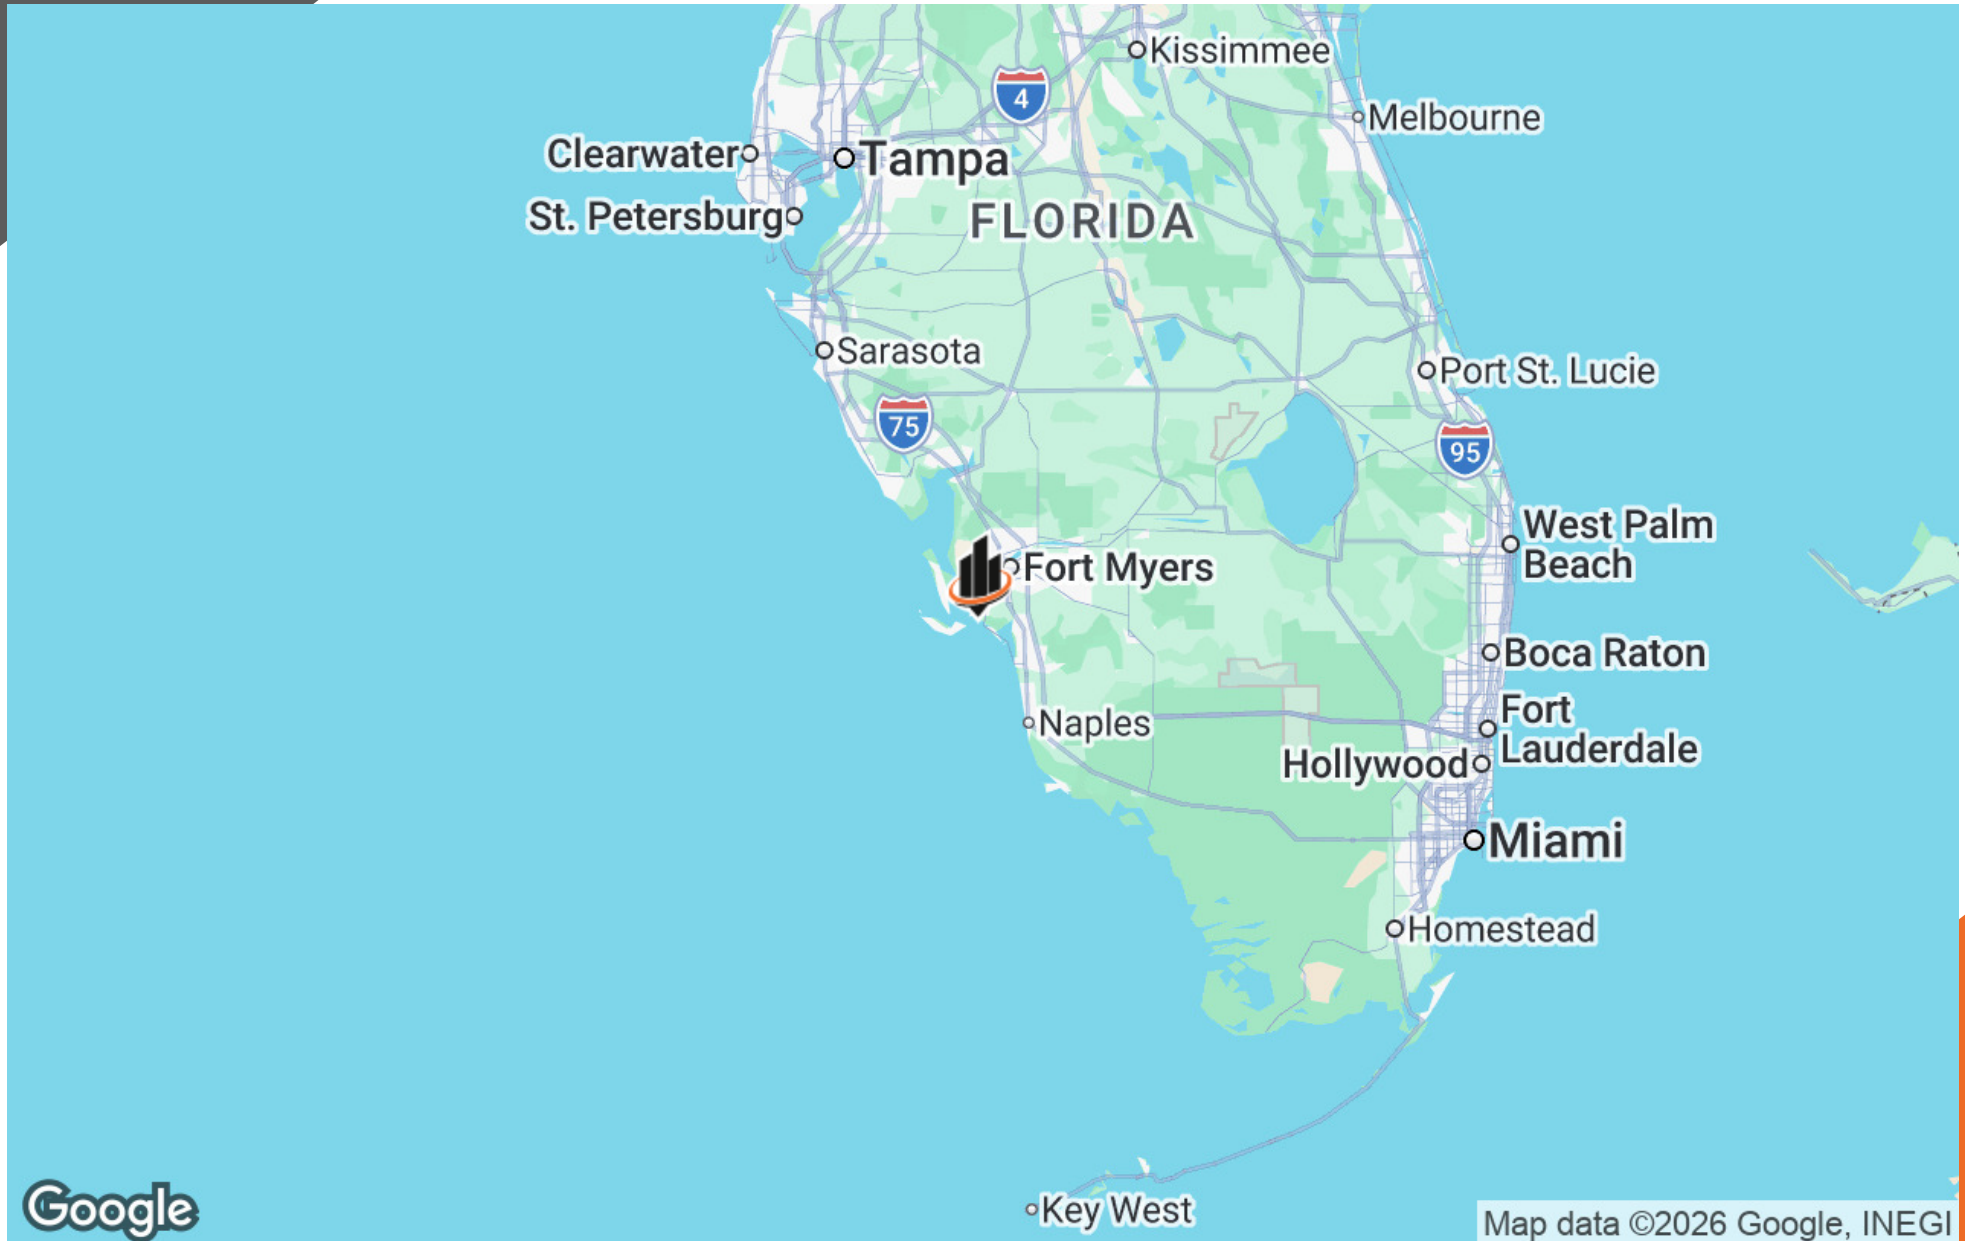 Kissimmee
4
Melbourne
Clearwater
Tampa
St. Petersburg
FLORIDA
Sarasota
Port St. Lucie
75
95
West Palm
Beach
Fort Myers
Boca Raton
Naples
Fort
Lauderdale
Hollywood
Miami
Homestead
Key West
Google
Map data ©2026 Google, INEGI